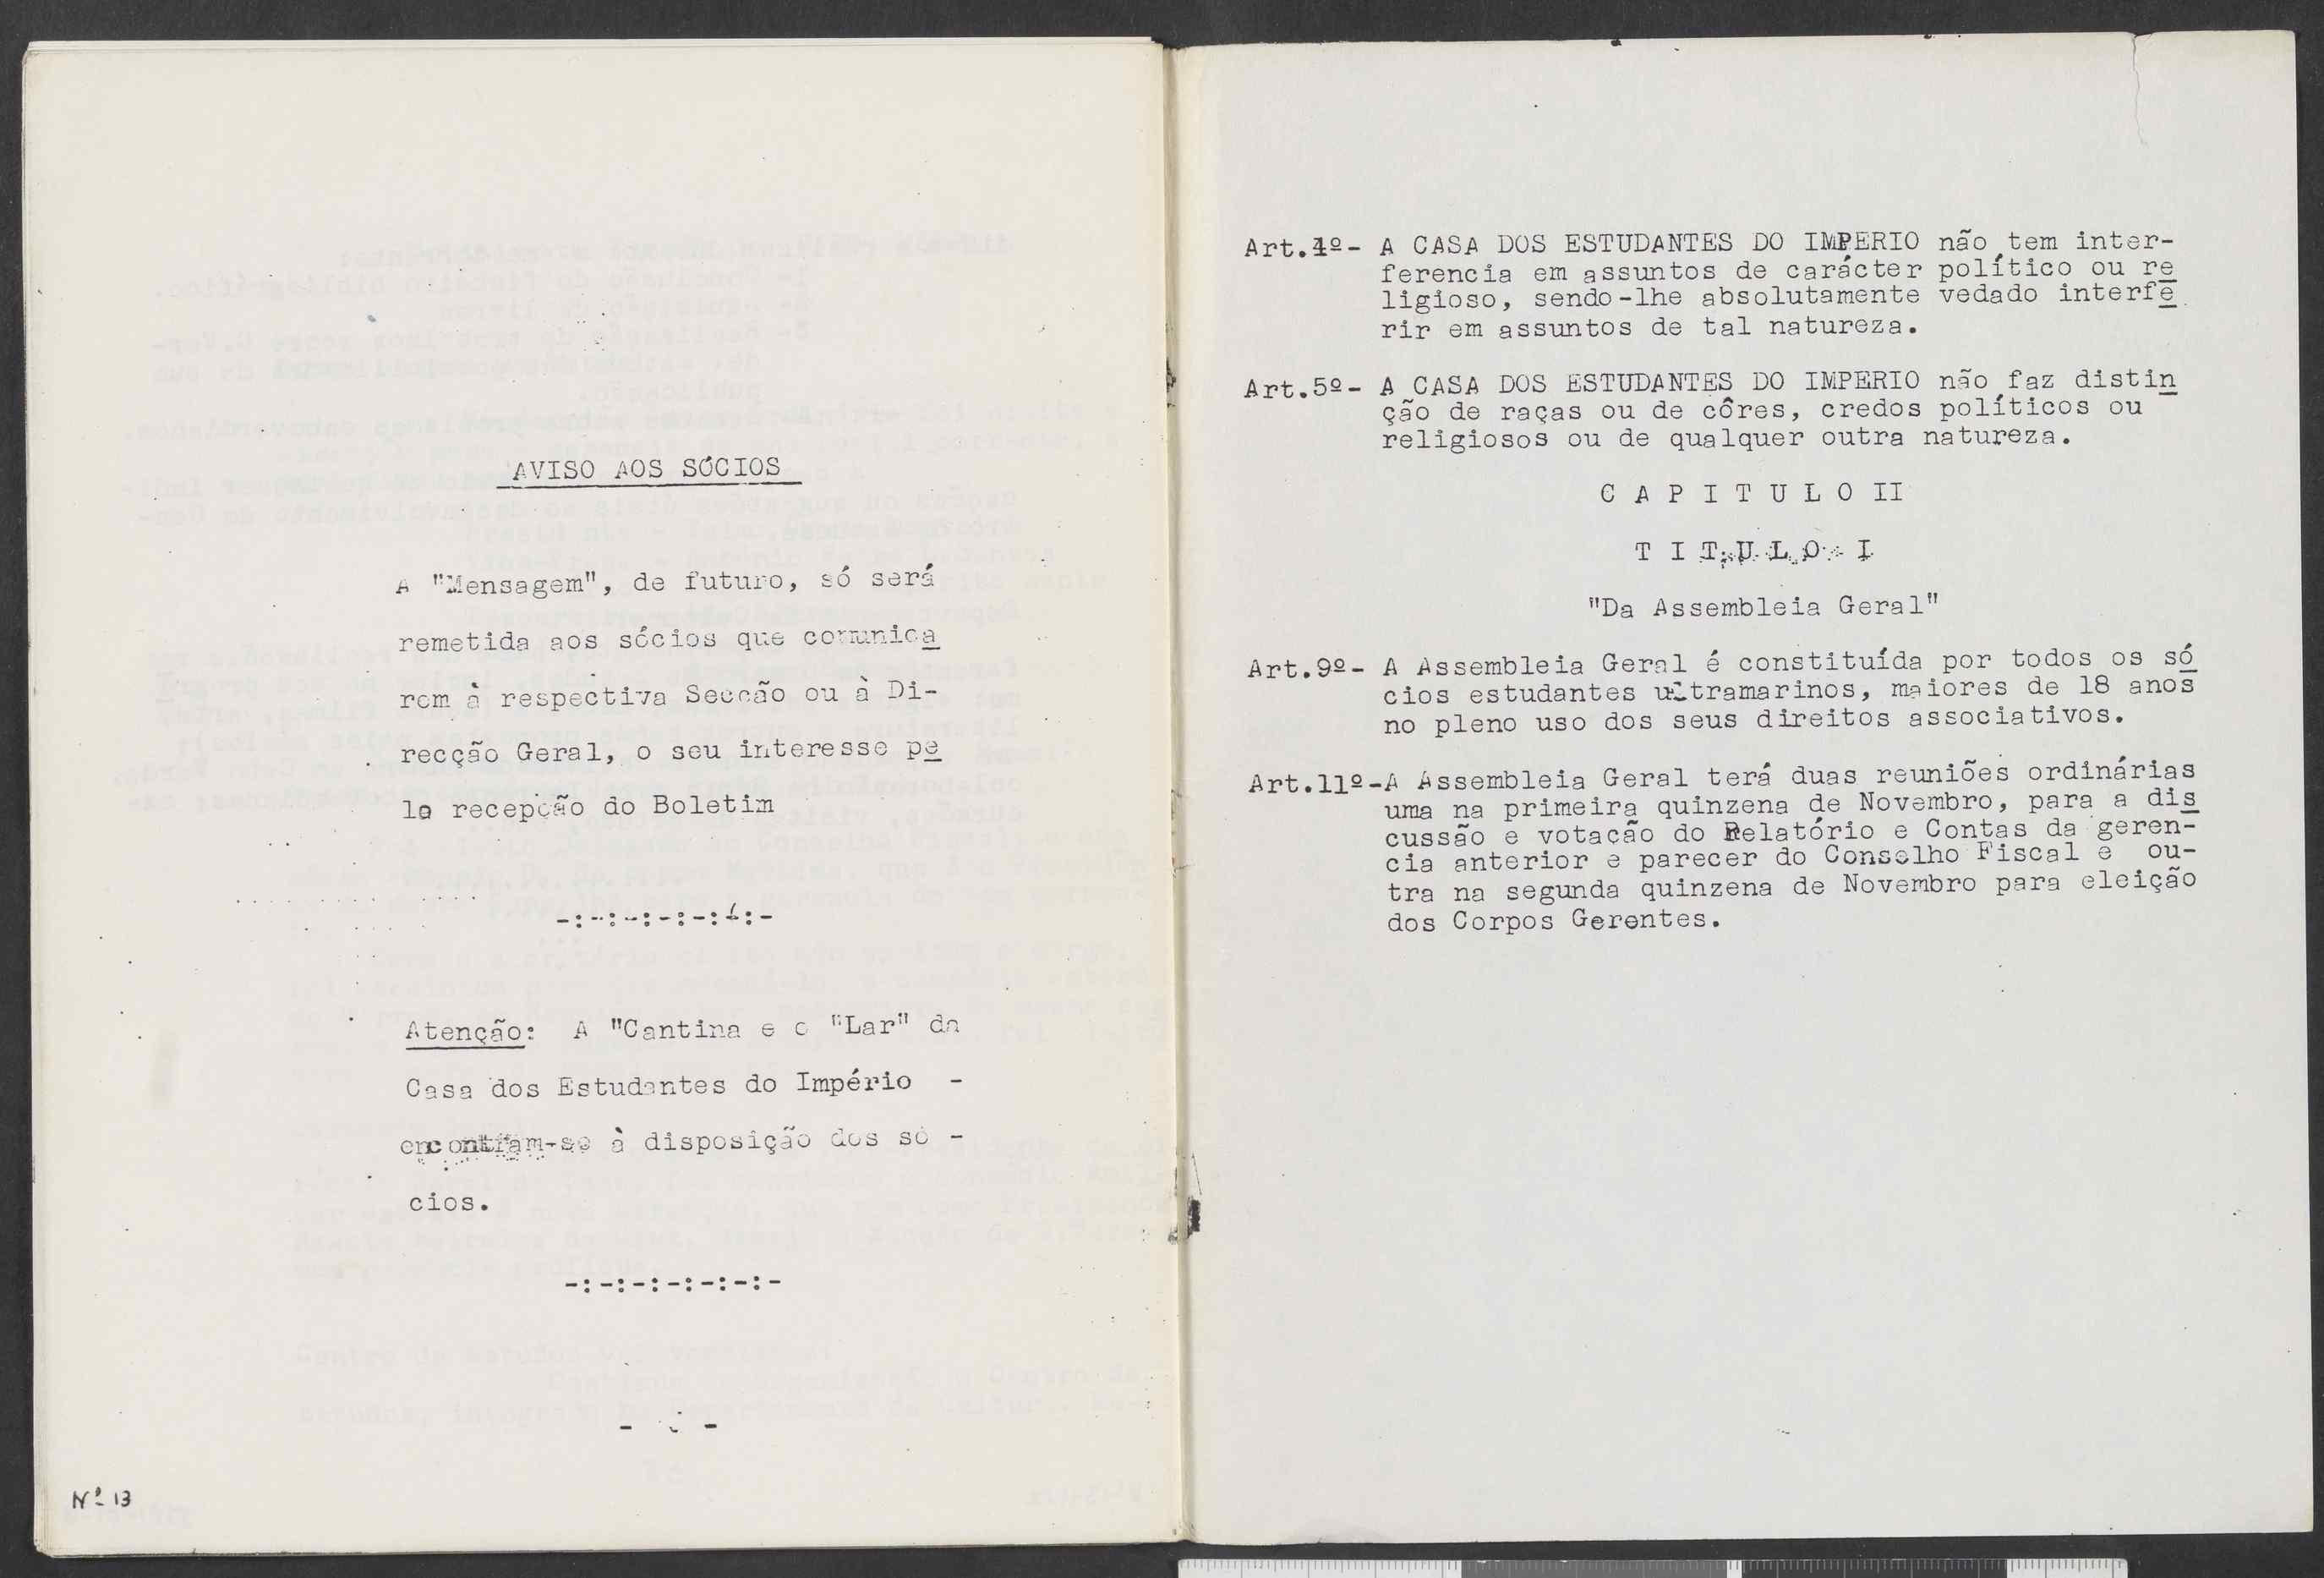 AVISO AOS SÓCIOS
A "Mensagem", de futuro, só será
remetida aos sócios que comunica
rem à respectiva Secção ou à Di-
recção Geral, o seu interesse pe
la recepção do Boletim
-:-:-:-:-:-:-
Atenção: A "Cantina e o "Lar" da
Casa dos Estudantes do Império -
encontram-se à disposição dos só -
cios.
-:-:-:-:-:-:-
Nº 13
Art.4º- A CASA DOS ESTUDANTES DO IMPERIO não tem inter-
ferencia em assuntos de carácter político ou re
ligioso, sendo-lhe absolutamente vedado interfe
rir em assuntos de tal natureza.
Art.5º- A CASA DOS ESTUDANTES DO IMPERIO não faz distin
ção de raças ou de côres, credos políticos ou
religiosos ou de qualquer outra natureza.
C A P I T U L O II
T I T U L O I
"Da Assembleia Geral"
Art.9º- A Assembleia Geral é constituída por todos os só
cios estudantes ultramarinos, maiores de 18 anos
no pleno uso dos seus direitos associativos.
Art.11º-A Assembleia Geral terá duas reuniões ordinárias
uma na primeira quinzena de Novembro, para a dis
cussão e votação do Relatório e Contas da geren-
cia anterior e parecer do Conselho Fiscal e ou-
tra na segunda quinzena de Novembro para eleição
dos Corpos Gerentes.